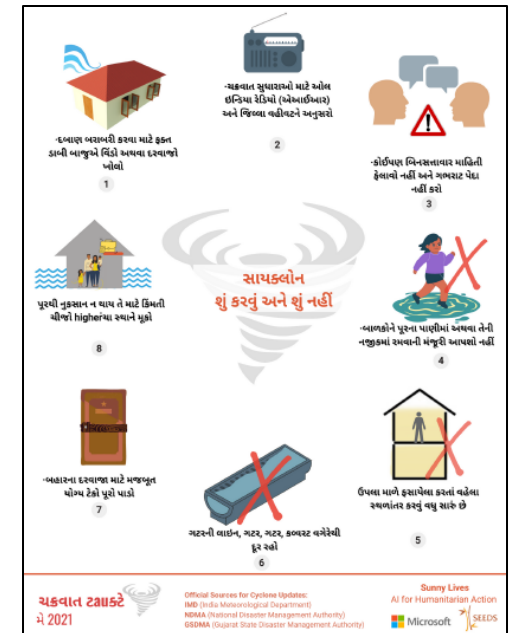 -દબાણ બરાબરી કરવા માટે ફક્ત
ડાબી બાજુએ વિંડો અથવા દરવાજો
ખોલો
1
-ચક્રવાત સુધારાઓ માટે ઓલ
ઇન્ડિયા રેડિયો (એઆઈઆર)
અને જિલ્લા વહીવટને અનુસરો
2
-કોઈપણ બિનસત્તાવાર માહિતી
ફેલાવો નહીં અને ગભરાટ પેદા
નહીં કરો
3
સાયક્લોન
શું કરવું અને શું નહીં
-બાળકોને પૂરના પાણીમાં અથવા તેની
નજીકમાં રમવાની મંજૂરી આપશો નહીં
4
ઉપલા માળે ફસાયેલા કરતાં વહેલા
સ્થળાંતર કરવું વધુ સારું છે
5
ગટરની લાઇન, ગટર, ગટર, કલ્વરટ વગેરેથી
દૂર રહો
6
-બહારના દરવાજા માટે મજબૂત
યોગ્ય ટેકો પૂરો પાડો
7
પૂરથી નુકસાન ન થાય તે માટે કિંમતી
ચીજો higherંચા સ્થાને મૂકો
8
ચક્રવાત ટauકટે
મે 2021
Official Sources for Cyclone Updates:
IMD (India Meteorological Department)
NDMA (National Disaster Management Authority)
GSDMA (Gujarat State Disaster Management Authority)
Sunny Lives
AI for Humanitarian Action
Microsoft
SEEDS